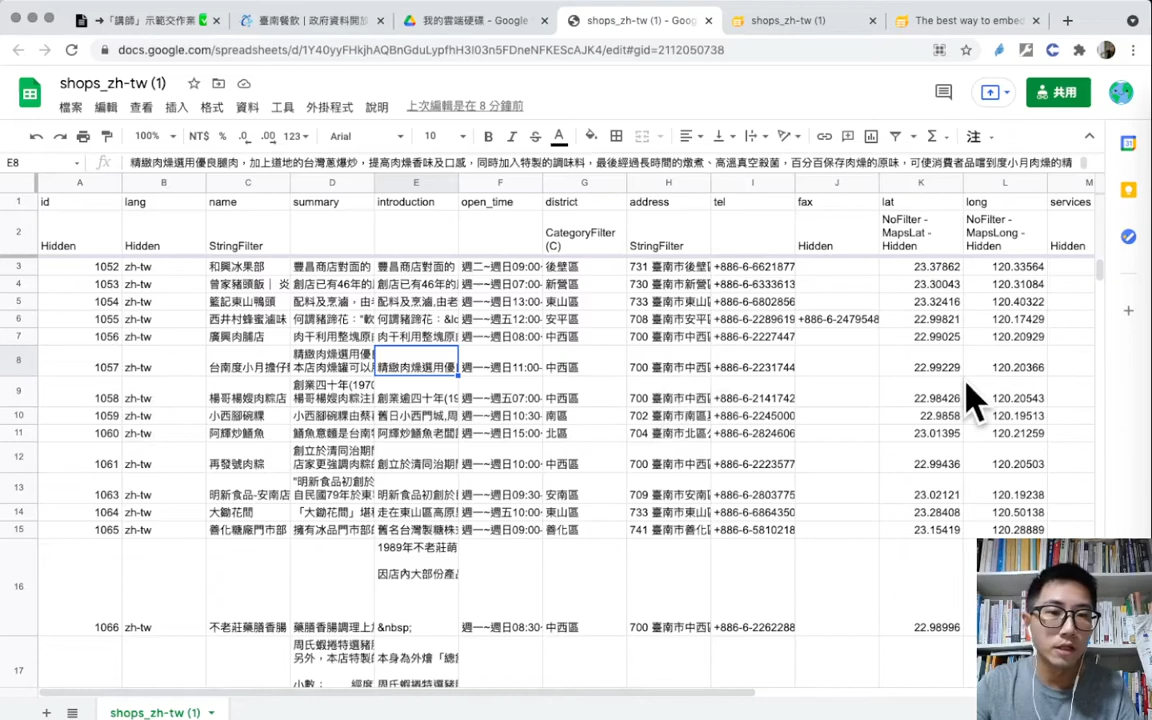 →「講師」示範交作業
臺南餐飲 | 政府資料開放
我的雲端硬碟 - Google
shops_zh-tw (1) - Goog
shops_zh-tw (1)
The best way to embed
docs.google.com/spreadsheets/d/1Y40yyFHkjhAQBnGduLypfhH3I03n5FDneNFKEScAJK4/edit#gid=2112050738
shops_zh-tw (1)
檔案 編輯 查看 插入 格式 資料 工具 外掛程式 說明 上次編輯是在 8 分鐘前
共用
100% NT$ % .0 .00 123 Arial 10 B I S A Σ 注
E8 fx 精緻肉燥選用優良腿肉，加上道地的台灣蔥爆炒，提高肉燥香味及口感，同時加入特製的調味料，最後經過長時間的燉煮、高溫真空殺菌，百分百保存肉燥的原味，可使消費者品嚐到度小月肉燥的精
A B C D E F G H I J K L M
1 id lang name summary introduction open_time district address tel fax lat long services
2 Hidden Hidden StringFilter CategoryFilter (C) StringFilter Hidden NoFilter - MapsLat - Hidden NoFilter - MapsLong - Hidden Hidden
3 1052 zh-tw 和興冰果部 豐昌商店對面的 豐昌商店對面的 週二~週日09:00- 後壁區 731 臺南市後壁 +886-6-6621877 23.37862 120.33564
4 1053 zh-tw 曾家豬頭飯｜ 炎 創店已有46年的 創店已有46年的 週一~週日07:00- 新營區 730 臺南市新營 +886-6-6333613 23.30043 120.31084
5 1054 zh-tw 籃記東山鴨頭 配料及烹滷，由 配料及烹滷，由老 週一~週日13:00- 東山區 733 臺南市東山 +886-6-6802856 23.32416 120.40322
6 1055 zh-tw 西井村蜂蜜滷味 何謂豬蹄花："軟 何謂豬蹄花：&lo 週一~週五12:00- 安平區 708 臺南市安平 +886-6-2289619 +886-6-2479548 22.99821 120.17429
7 1056 zh-tw 廣興肉脯店 肉干利用整塊原 肉干利用整塊原 週一~週日08:00- 中西區 700 臺南市中西 +886-6-2227447 22.99755 120.20929
8 1057 zh-tw 台南度小月擔仔 精緻肉燥選用優 本店肉燥罐可以 精緻肉燥選用優 週一~週日11:00- 中西區 700 臺南市中西 +886-6-2231744 22.99229 120.20366
9 1058 zh-tw 楊哥楊嫂肉粽店 創業四十年(1970 楊哥楊嫂肉粽注 創業逾四十年(19 週一~週五07:00- 中西區 700 臺南市中西 +886-6-2141742 22.98426 120.20543
10 1059 zh-tw 小西腳碗粿 小西腳碗粿由蔡 舊日小西門城,周 週一~週日10:30- 南區 702 臺南市南區 +886-6-2245000 22.9858 120.19513
11 1060 zh-tw 阿輝炒鱔魚 鱔魚意麵是台南 阿輝炒鱔魚老闆 週一~週日15:00- 北區 704 臺南市北區 +886-6-2824606 23.01395 120.21259
12 1061 zh-tw 再發號肉粽 創立於清同治期 店家更強調肉粽 創立於清同治期 週一~週日10:00- 中西區 700 臺南市中西 +886-6-2223577 22.99436 120.20503
13 1063 zh-tw 明新食品-安南店 "明新食品初創於 自民國79年於東 明新食品初創於 週一~週日09:30- 安南區 709 臺南市安南 +886-6-2803775 23.02121 120.19238
14 1064 zh-tw 大鋤花間 「大鋤花間」以 走在東山區高原 週一~週五10:00- 東山區 733 臺南市東山 +886-6-6864350 23.28408 120.50138
15 1065 zh-tw 善化糖廠門市部 擁有冰品門市部 舊名台灣製糖株 週一~週日09:00- 善化區 741 臺南市善化 +886-6-5810218 23.15419 120.28889
16 1066 zh-tw 不老莊藥膳香腸 藥膳香腸調理上 1989年不老莊萌 因店內大部份產 &nbsp; 週一~週日08:30- 中西區 700 臺南市中西 +886-6-2262288 22.98996
17 周氏蝦捲特選豬 另外，本店特製的 本身為外燴「總
shops_zh-tw (1)